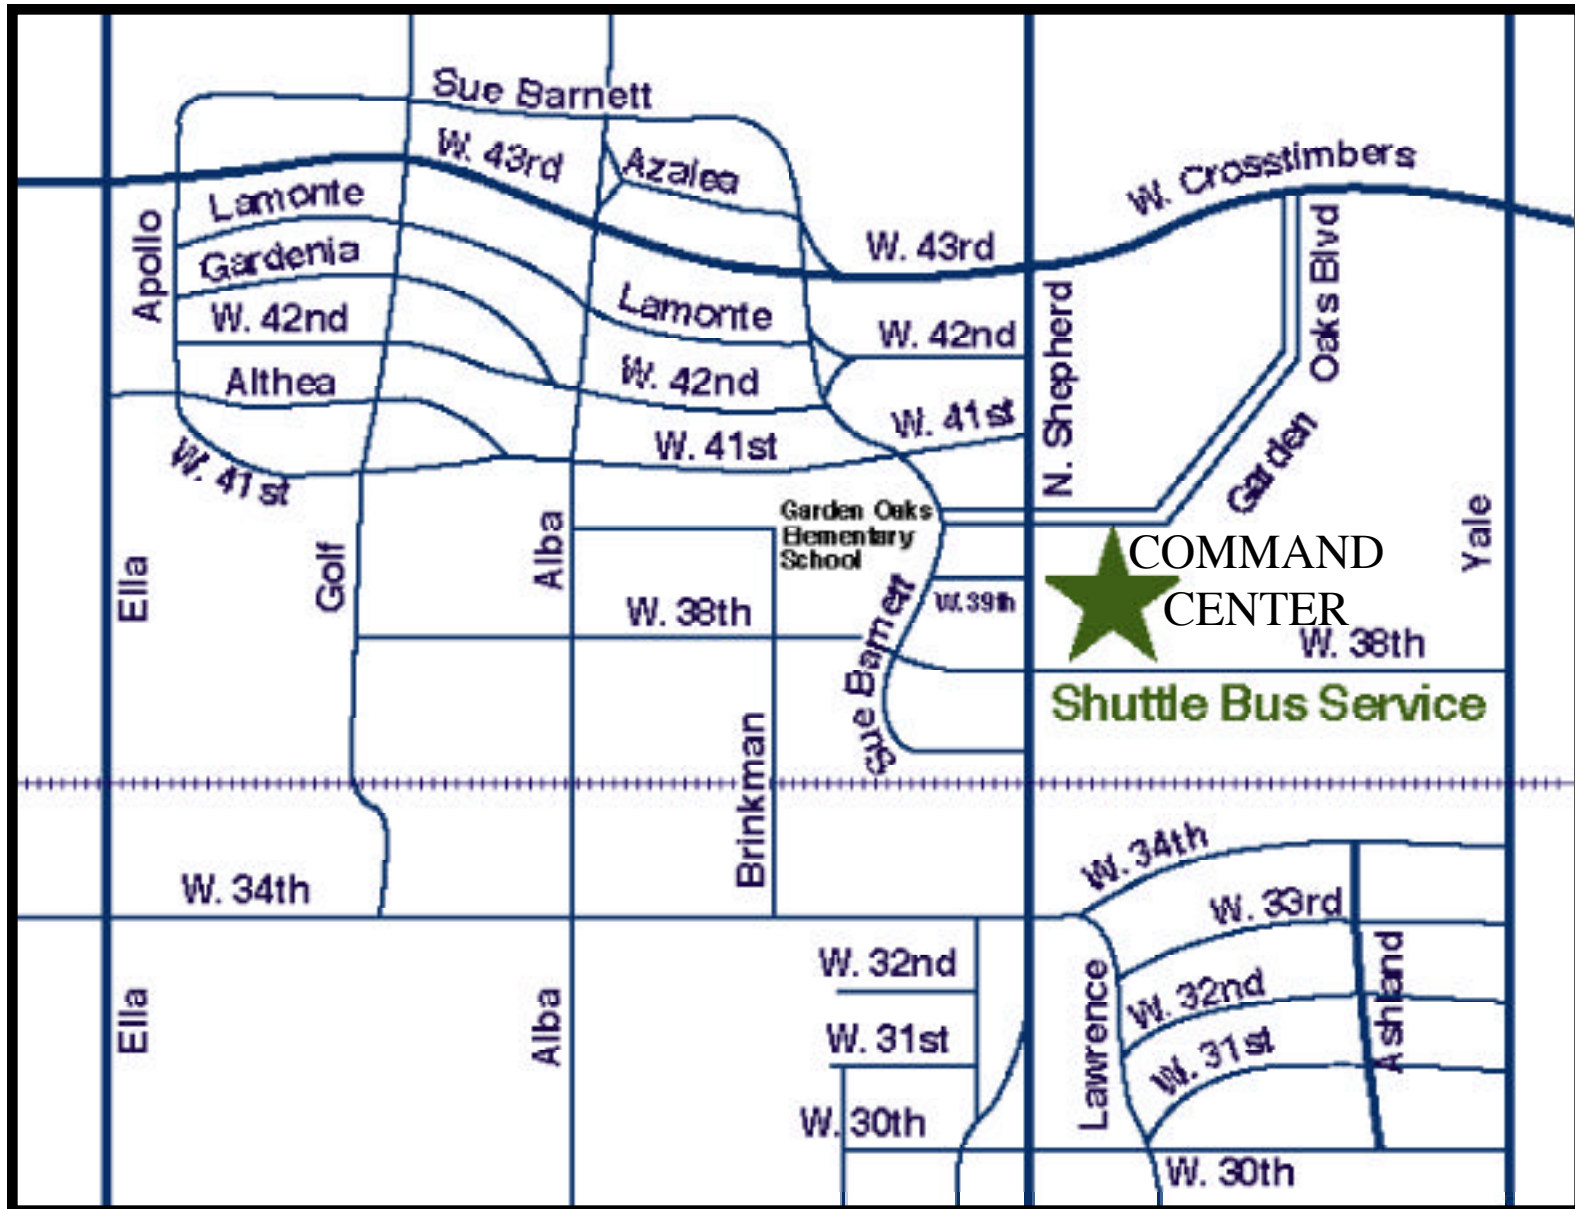 Sue Barnett
W. 43rd
Azalea
W. Crosstimbers
Lamonte
Apollo
Gardenia
W. 43rd
Oaks Blvd
W. 42nd
Lamonte
W. 42nd
N. Shepherd
Althea
W. 42nd
W. 41st
W. 41st
W. 41st
Garden
Garden Oaks
Elementary
School
Ella
Golf
Alba
Yale
COMMAND
CENTER
W. 39th
W. 38th
Sue Barnett
W. 38th
Shuttle Bus Service
Brinkman
W. 34th
W. 34th
W. 33rd
W. 32nd
Ella
Alba
Lawrence
W. 32nd
Ashland
W. 31st
W. 31st
W. 30th
W. 30th